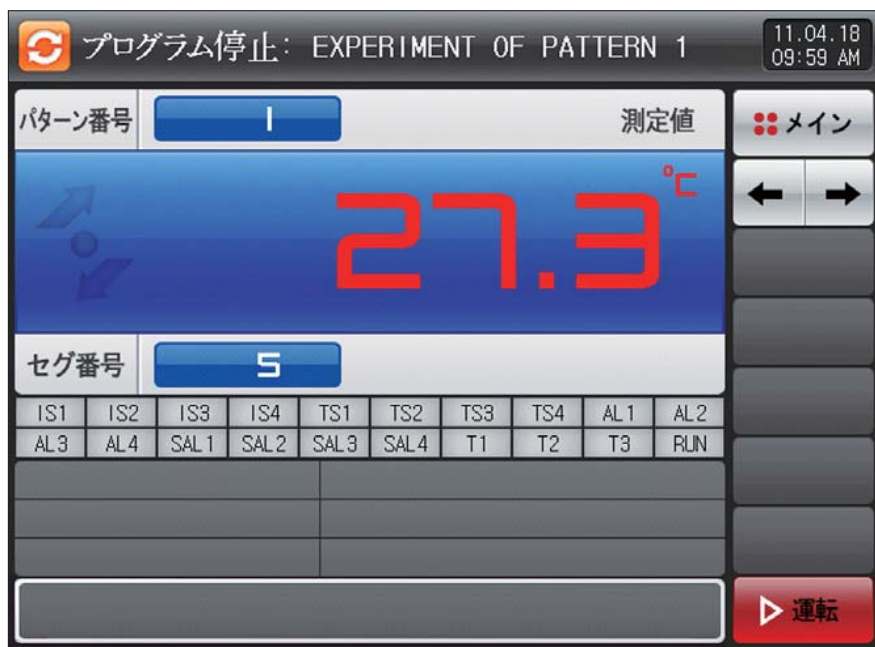 プログラム停止: EXPERIMENT OF PATTERN 1
11.04.18
09:59 AM
パターン番号 1 測定値
メイン
27.3 ℃
セグ番号 5
IS1 IS2 IS3 IS4 TS1 TS2 TS3 TS4 AL1 AL2
AL3 AL4 SAL1 SAL2 SAL3 SAL4 T1 T2 T3 RUN
運転